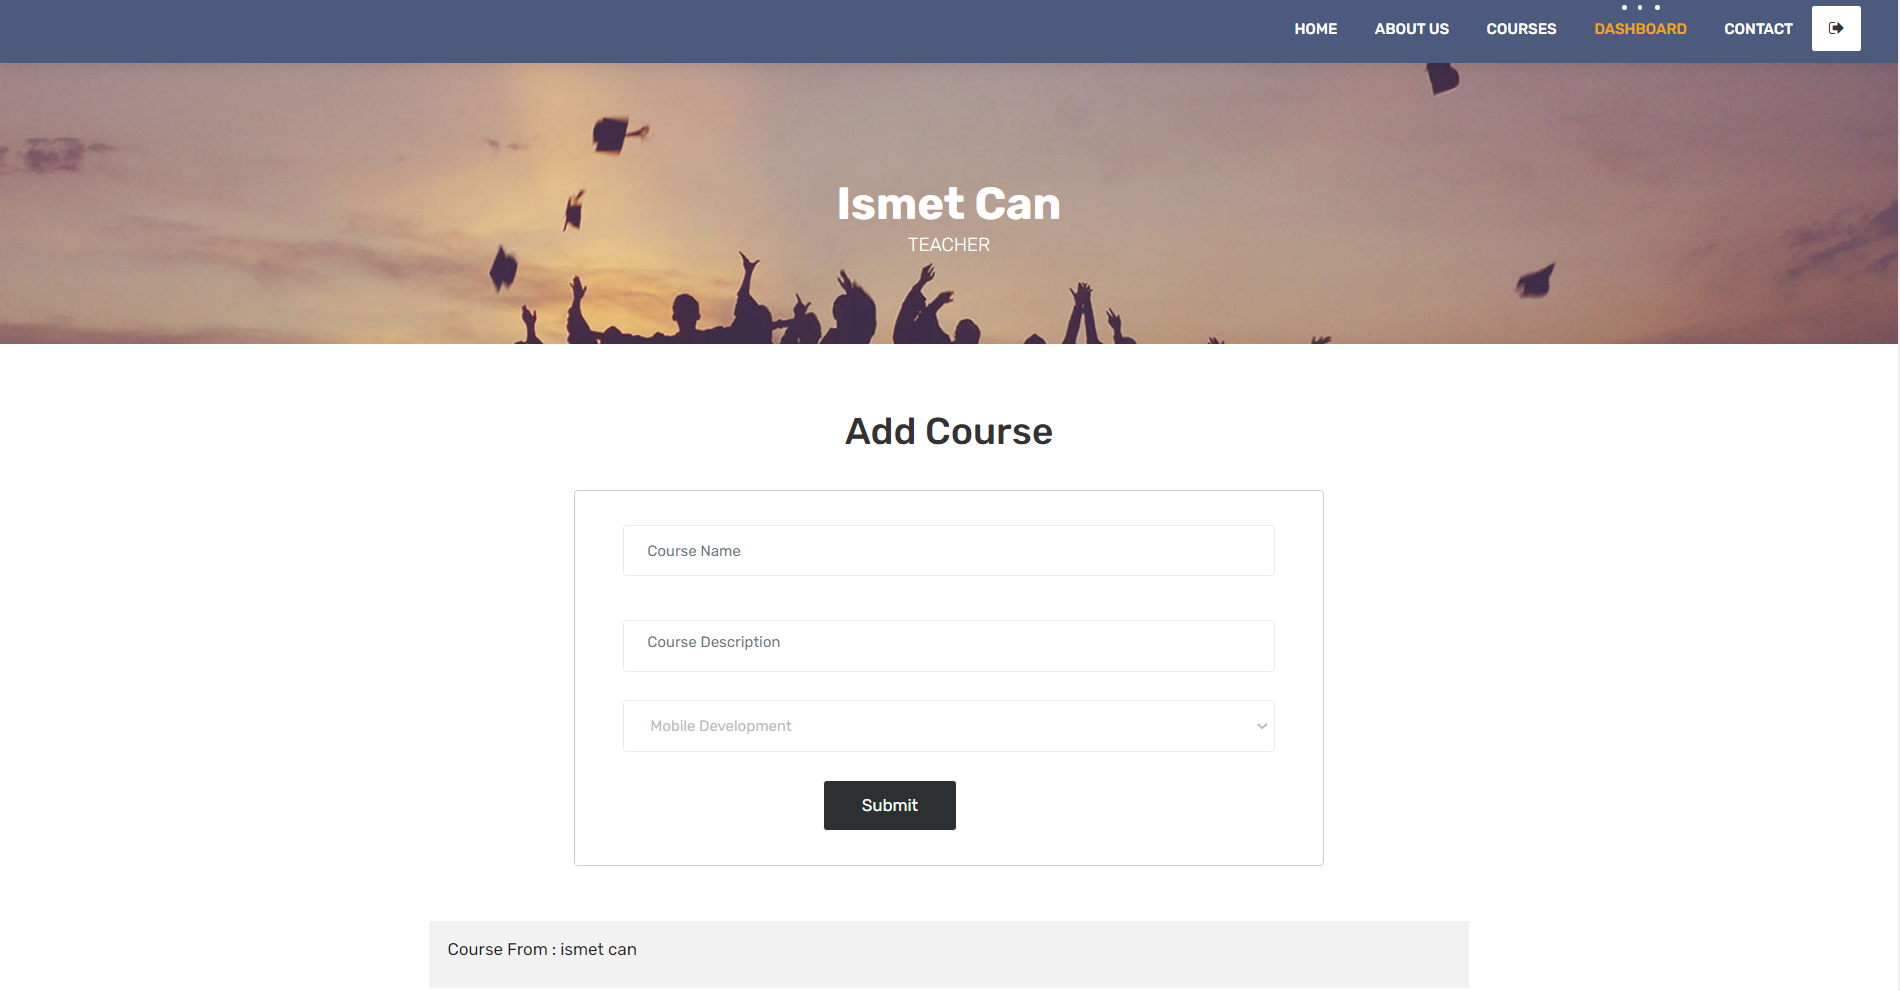 HOME ABOUT US COURSES DASHBOARD CONTACT
Ismet Can
TEACHER
Add Course
Course Name
Course Description
Mobile Development
Submit
Course From : ismet can